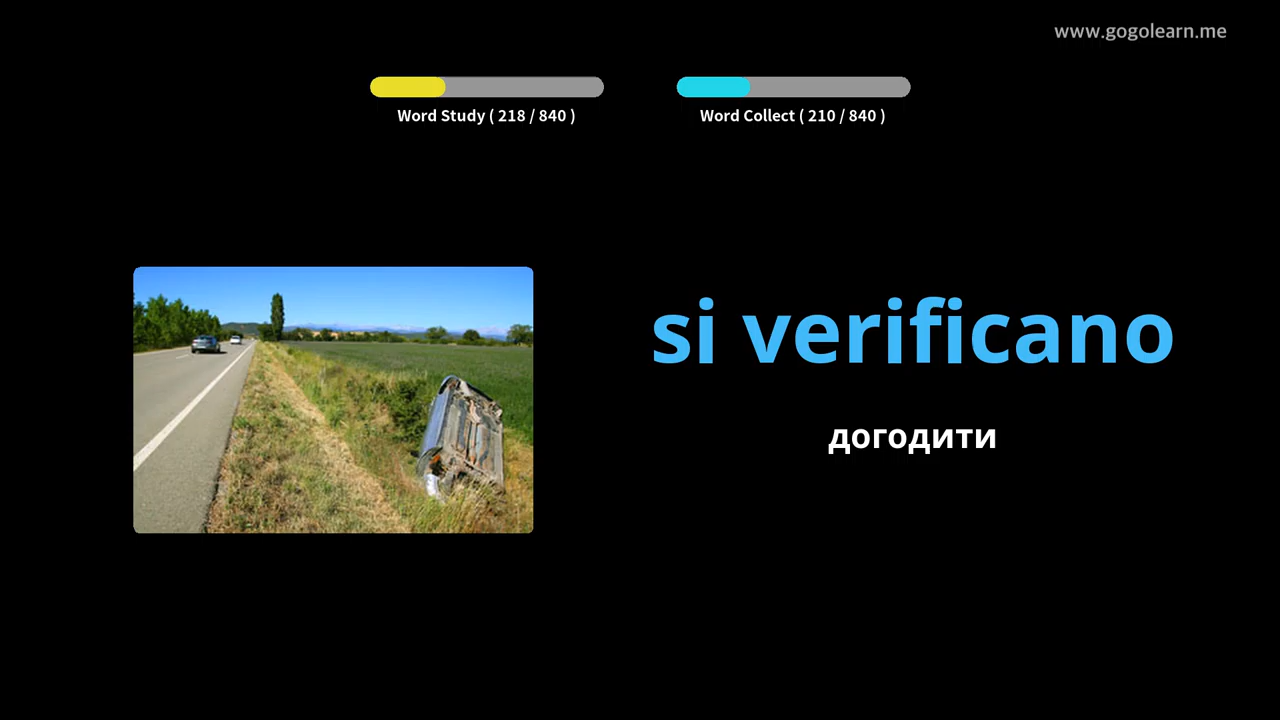 www.gogolearn.me
Word Study ( 218 / 840 )
Word Collect ( 210 / 840 )
si verificano
догодити